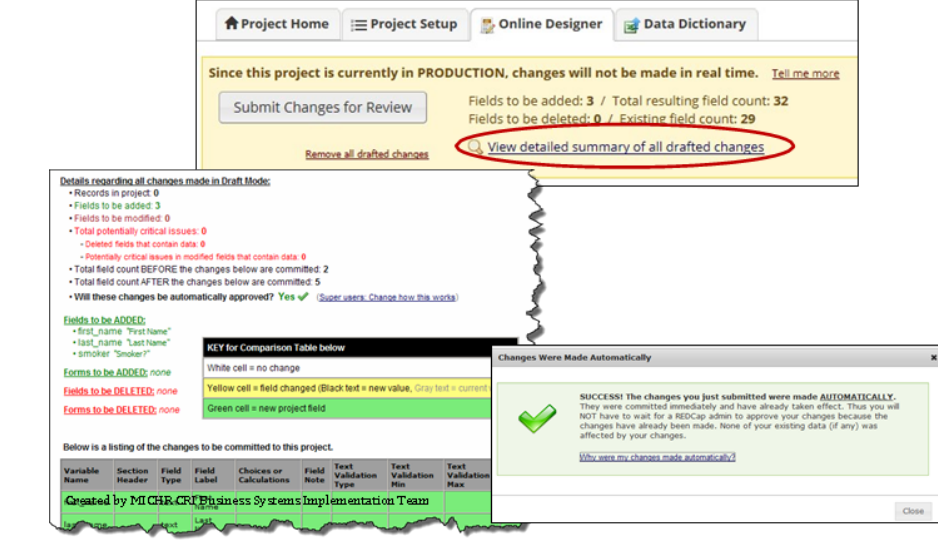 Project Home
Project Setup
Online Designer
Data Dictionary
Since this project is currently in PRODUCTION, changes will not be made in real time. Tell me more
Submit Changes for Review
Fields to be added: 3 / Total resulting field count: 32
Fields to be deleted: 0 / Existing field count: 29
Remove all drafted changes
View detailed summary of all drafted changes
Details regarding all changes made in Draft Mode:
• Records in project: 0
• Fields to be added: 3
• Fields to be modified: 0
• Total potentially critical issues: 0
- Deleted fields that contain data: 0
- Potentially critical issues in modified fields that contain data: 0
• Total field count BEFORE the changes below are committed: 2
• Total field count AFTER the changes below are committed: 5
• Will these changes be automatically approved? Yes (Super users: Change how this works)
Fields to be ADDED:
• first_name "First Name"
• last_name "Last Name"
• smoker "Smoker?"
Forms to be ADDED: none
Fields to be DELETED: none
Forms to be DELETED: none
KEY for Comparison Table below
White cell = no change
Yellow cell = field changed (Black text = new value, Gray text = current
Green cell = new project field
Below is a listing of the changes to be committed to this project.
Variable Name
Section Header
Field Type
Field Label
Choices or Calculations
Field Note
Text Validation Type
Text Validation Min
Text Validation Max
Created by MICHR CRI Business Systems Implementation Team
name
text
Last
Changes Were Made Automatically
SUCCESS! The changes you just submitted were made AUTOMATICALLY.
They were committed immediately and have already taken effect. Thus you will
NOT have to wait for a REDCap admin to approve your changes because the
changes have already been made. None of your existing data (if any) was
affected by your changes.
Why were my changes made automatically?
Close